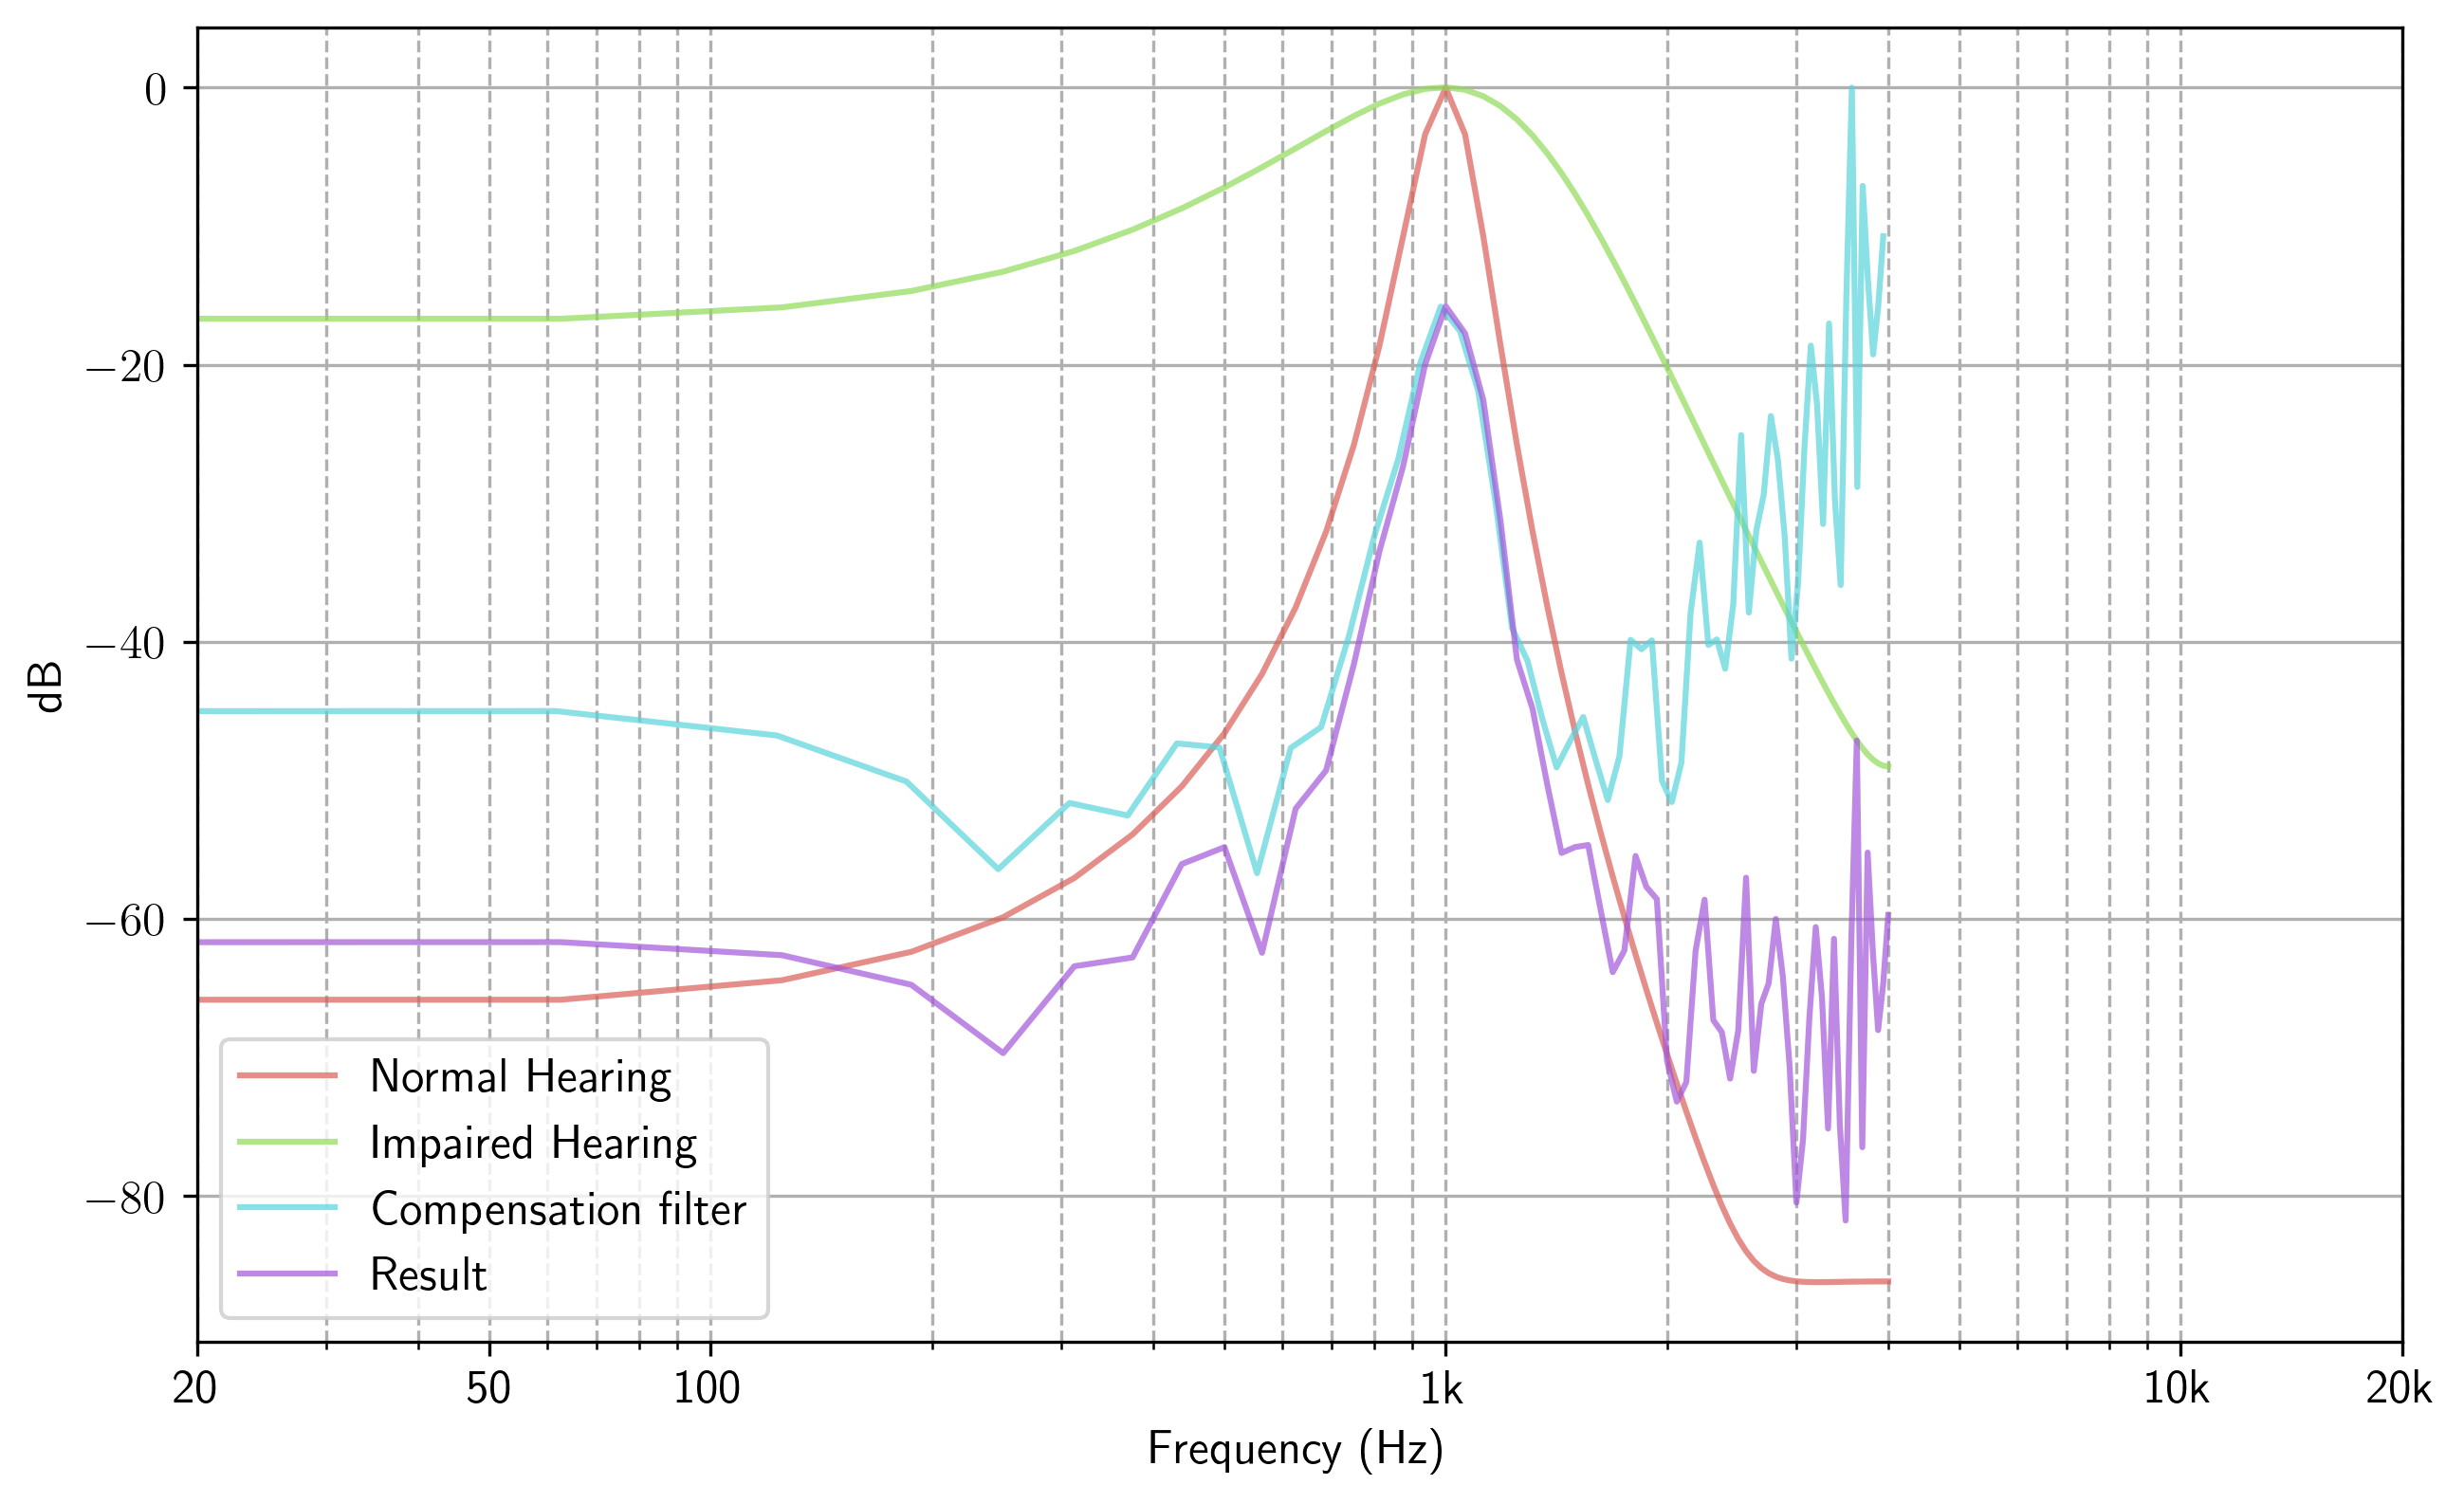 0
−20
−40
−60
−80
dB
Normal Hearing
Impaired Hearing
Compensation filter
Result
20 50 100 1k 10k 20k
Frequency (Hz)